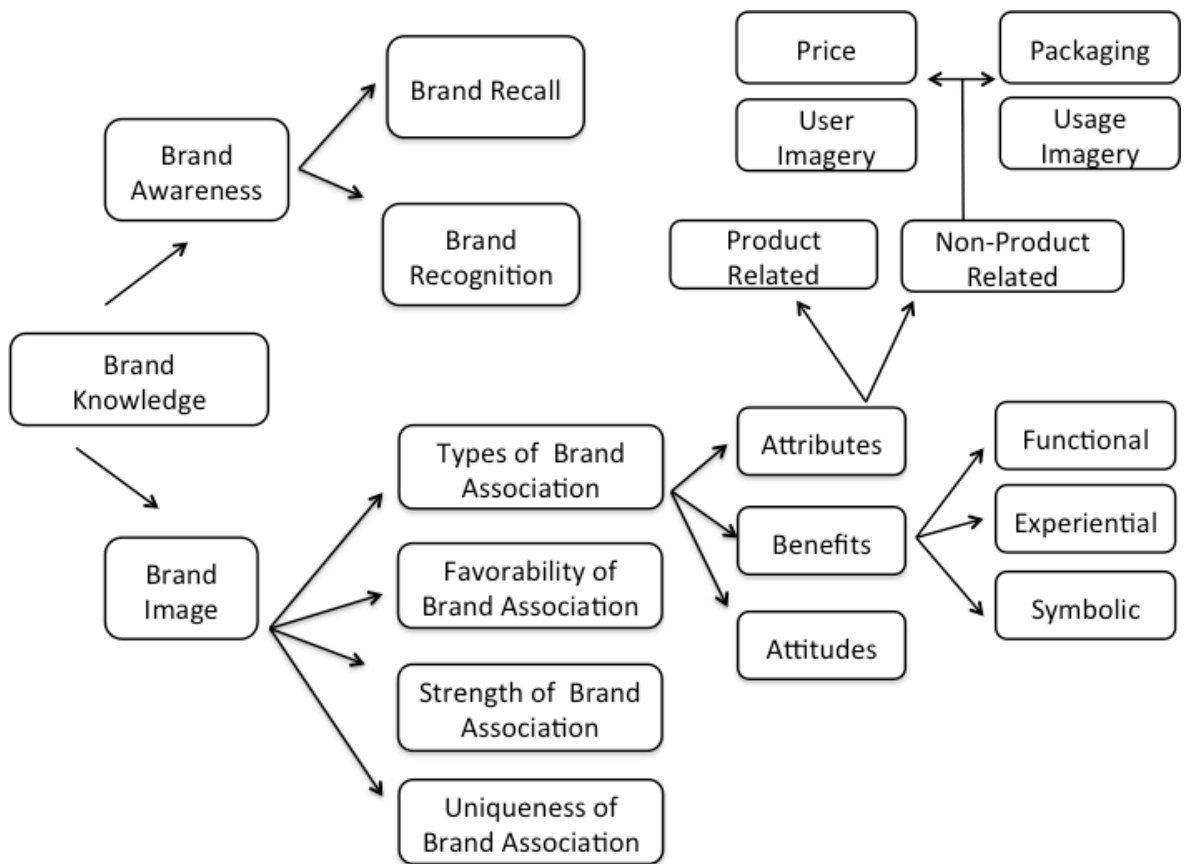 Price
Packaging
Brand Recall
User
Imagery
Usage
Imagery
Brand
Awareness
Brand
Recognition
Product
Related
Non-Product
Related
Brand
Knowledge
Types of Brand
Association
Attributes
Functional
Benefits
Experiential
Brand
Image
Favorability of
Brand Association
Symbolic
Attitudes
Strength of Brand
Association
Uniqueness of
Brand Association